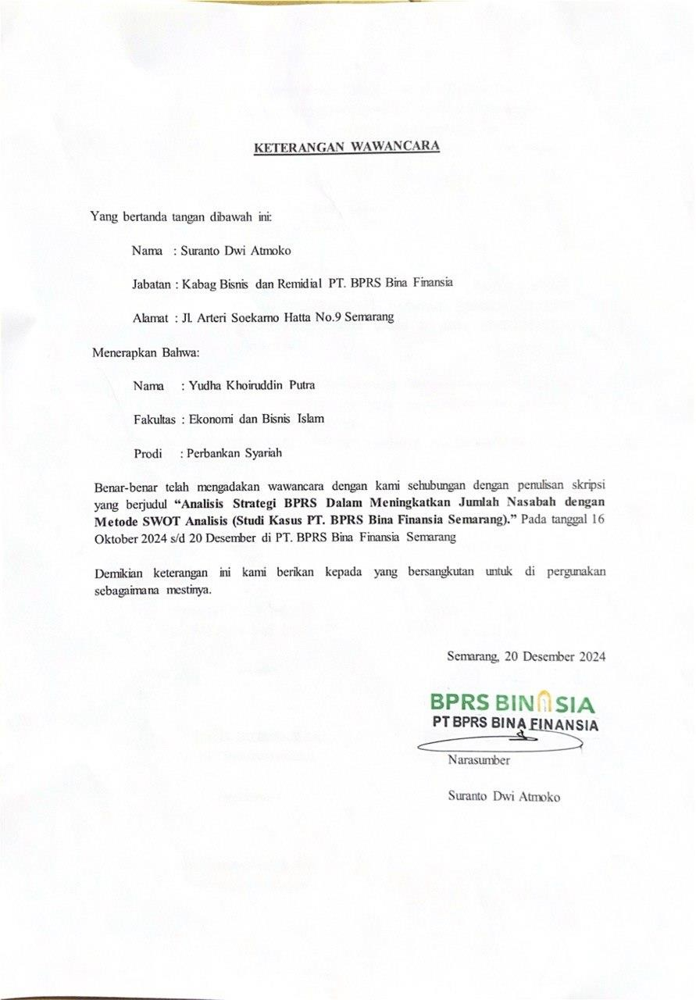 KETERANGAN WAWANCARA
Yang bertanda tangan dibawah ini:
Nama : Suranto Dwi Atmoko
Jabatan : Kabag Bisnis dan Remidial PT. BPRS Bina Finansia
Alamat : Jl. Arteri Soekarno Hatta No.9 Semarang
Menerapkan Bahwa:
Nama : Yudha Khoiruddin Putra
Fakultas : Ekonomi dan Bisnis Islam
Prodi : Perbankan Syariah
Benar-benar telah mengadakan wawancara dengan kami sehubungan dengan penulisan skripsi
yang berjudul “Analisis Strategi BPRS Dalam Meningkatkan Jumlah Nasabah dengan
Metode SWOT Analisis (Studi Kasus PT. BPRS Bina Finansia Semarang).” Pada tanggal 16
Oktober 2024 s/d 20 Desember di PT. BPRS Bina Finansia Semarang
Demikian keterangan ini kami berikan kepada yang bersangkutan untuk di pergunakan
sebagaimana mestinya.
Semarang, 20 Desember 2024
BPRS BINASIA
PT BPRS BINA FINANSIA
Narasumber
Suranto Dwi Atmoko